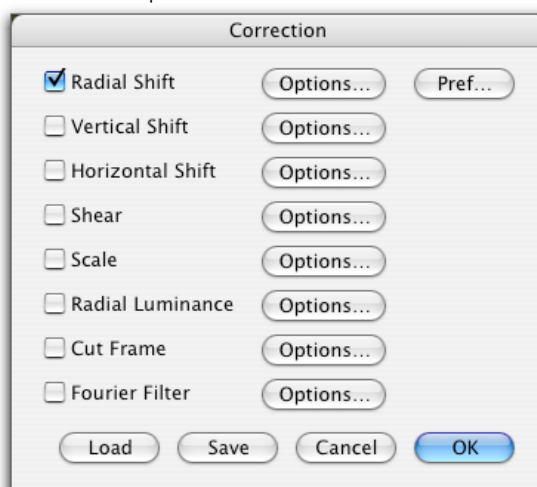 Correction
Radial Shift Options... Pref...
Vertical Shift Options...
Horizontal Shift Options...
Shear Options...
Scale Options...
Radial Luminance Options...
Cut Frame Options...
Fourier Filter Options...
Load Save Cancel OK